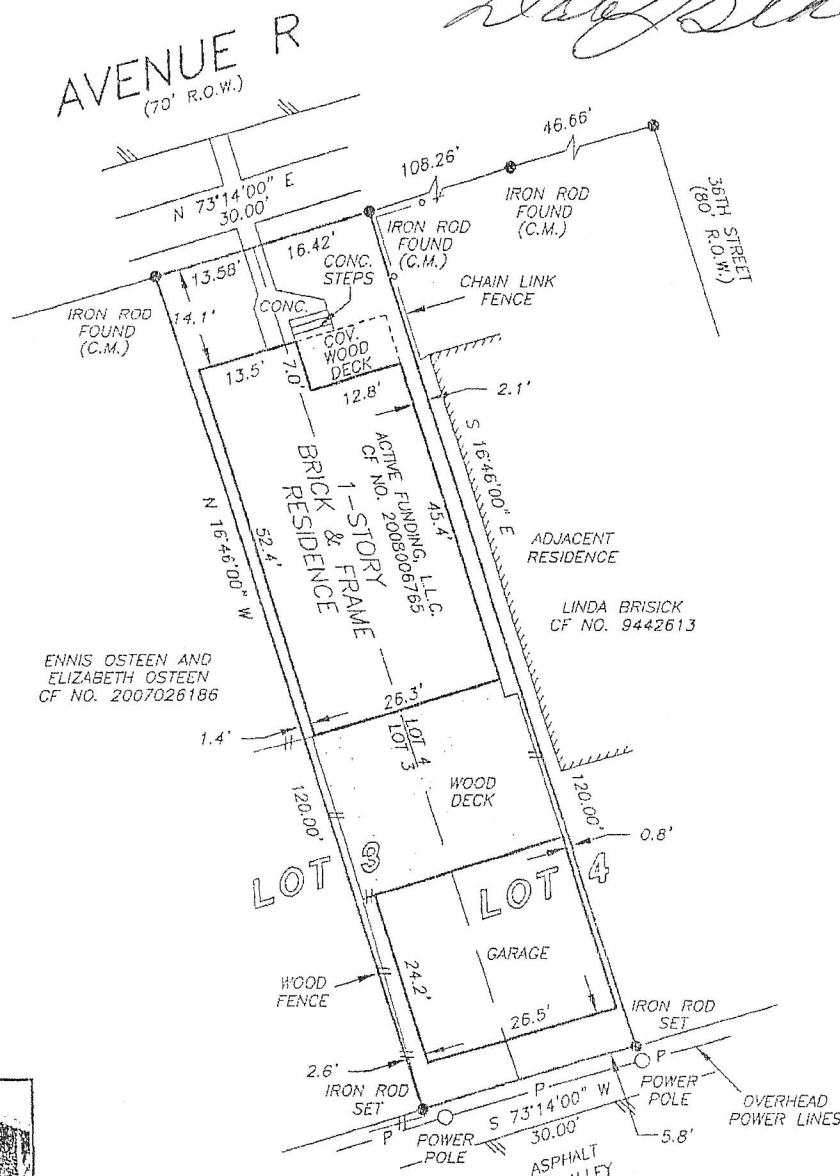 AVENUE R
(70' R.O.W.)
N 73°14'00" E
30.00'
108.26'
46.66'
36TH STREET
(80' R.O.W.)
IRON ROD
FOUND
(C.M.)
IRON ROD
FOUND
(C.M.)
IRON ROD
FOUND
(C.M.)
13.58'
16.42'
CONC.
STEPS
CONC.
14.1'
CHAIN LINK
FENCE
COV.
WOOD
DECK
7.0'
13.5'
12.8'
2.1'
S 16°46'00" E
ACTIVE FUNDING, L.L.C.
CF NO. 2008006765
1-STORY
BRICK & FRAME
RESIDENCE
45.4'
52.4'
N 16°46'00" W
ADJACENT
RESIDENCE
LINDA BRISICK
CF NO. 9442613
ENNIS OSTEEN AND
ELIZABETH OSTEEN
CF NO. 2007026186
26.3'
1.4'
LOT 4
LOT 3
WOOD
DECK
120.00'
120.00'
0.8'
LOT 3
LOT 4
GARAGE
WOOD
FENCE
24.2'
26.5'
2.6'
IRON ROD
SET
IRON ROD
SET
P
P
P
POWER
POLE
POWER
POLE
OVERHEAD
POWER LINES
S 73°14'00" W
30.00'
5.8'
ASPHALT
ALLEY